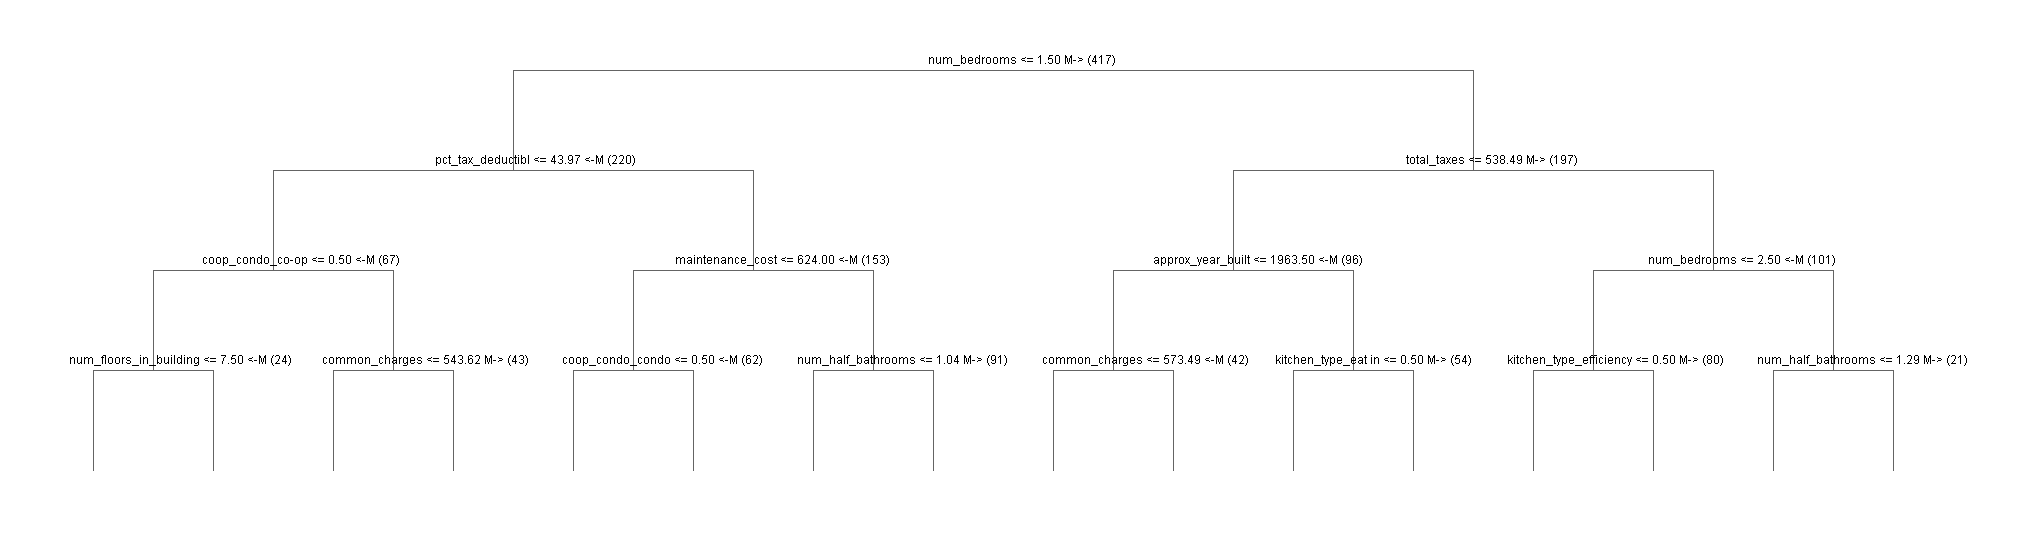 num_bedrooms <= 1.50 M-> (417)
pct_tax_deductibl <= 43.97 <-M (220)
total_taxes <= 538.49 M-> (197)
coop_condo_co-op <= 0.50 <-M (67)
maintenance_cost <= 624.00 <-M (153)
approx_year_built <= 1963.50 <-M (96)
num_bedrooms <= 2.50 <-M (101)
num_floors_in_building <= 7.50 <-M (24)
common_charges <= 543.62 M-> (43)
coop_condo_condo <= 0.50 <-M (62)
num_half_bathrooms <= 1.04 M-> (91)
common_charges <= 573.49 <-M (42)
kitchen_type_eat in <= 0.50 M-> (54)
kitchen_type_efficiency <= 0.50 M-> (80)
num_half_bathrooms <= 1.29 M-> (21)